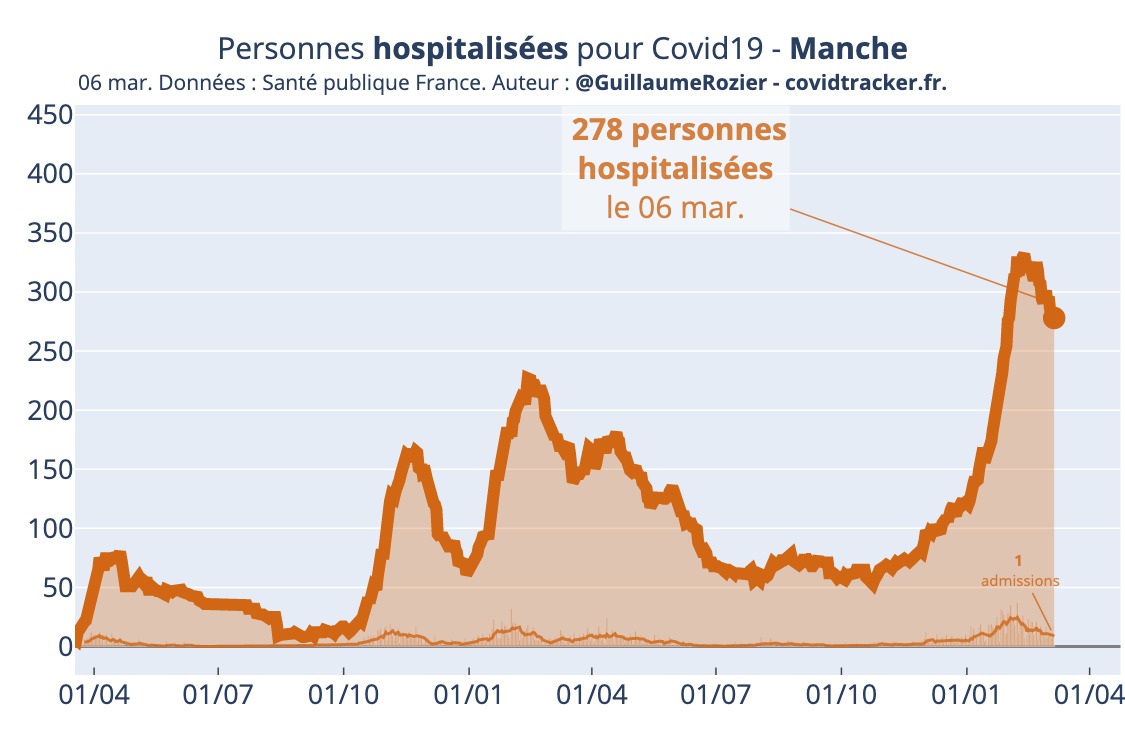 Personnes hospitalisées pour Covid19 - Manche
06 mar. Données : Santé publique France. Auteur : @GuillaumeRozier - covidtracker.fr.
450
278 personnes
hospitalisées
le 06 mar.
400
350
300
250
200
150
100
50
0
1
admissions
01/04 01/07 01/10 01/01 01/04 01/07 01/10 01/01 01/04